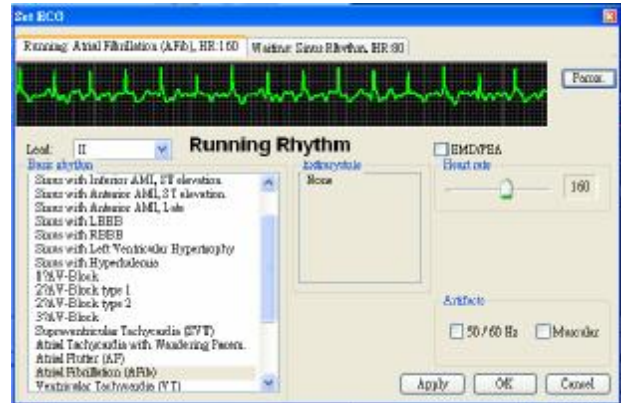 Set ECG
Running: Atrial Fibrillation (AFib), HR:160
Waiting: Sinus Rhythm, HR:80
Pacer.
Lead: II
Running Rhythm
EMD/PEA
Basic rhythm
Extrasystole
Heart rate
Sinus with Inferior AMI, ST elevation.
Sinus with Anterior AMI, ST elevation.
Sinus with Anterior AMI, Late
Sinus with LBBB
Sinus with RBBB
Sinus with Left Ventricular Hypertrophy
Sinus with Hyperkalemia
1?AV-Block
2?AV-Block type 1
2?AV-Block type 2
3?AV-Block
Supraventricular Tachycardia (SVT)
Atrial Tachycardia with Wandering Pacem.
Atrial Flutter (AF)
Atrial Fibrillation (AFib)
Ventricular Tachycardia (VT)
None
160
Artifacts
50 / 60 Hz
Muscular
Apply
OK
Cancel